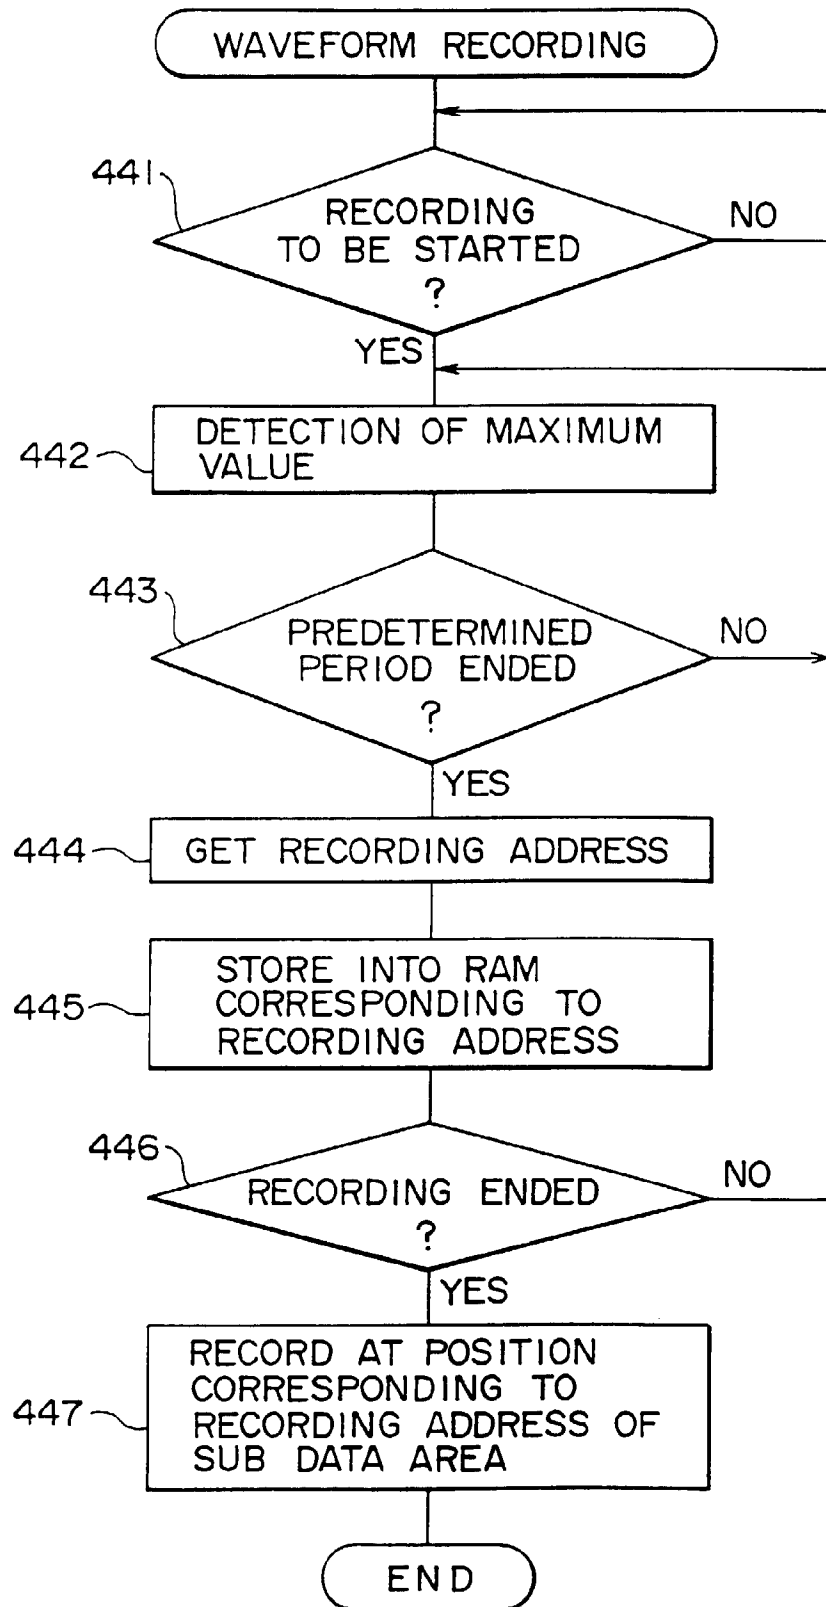 WAVEFORM RECORDING
441
RECORDING
TO BE STARTED
?
NO
YES
442
DETECTION OF MAXIMUM
VALUE
443
PREDETERMINED
PERIOD ENDED
?
NO
YES
444
GET RECORDING ADDRESS
445
STORE INTO RAM
CORRESPONDING TO
RECORDING ADDRESS
446
RECORDING ENDED
?
NO
YES
447
RECORD AT POSITION
CORRESPONDING TO
RECORDING ADDRESS OF
SUB DATA AREA
END